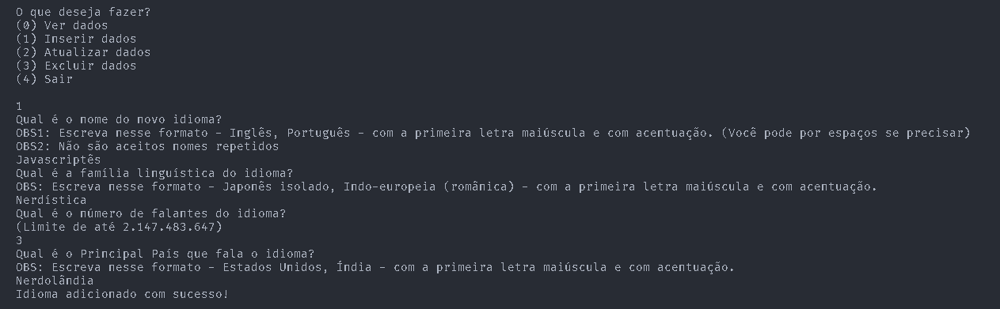 O que deseja fazer?
(0) Ver dados
(1) Inserir dados
(2) Atualizar dados
(3) Excluir dados
(4) Sair
1
Qual é o nome do novo idioma?
OBS1: Escreva nesse formato - Inglês, Português - com a primeira letra maiúscula e com acentuação. (Você pode por espaços se precisar)
OBS2: Não são aceitos nomes repetidos
Javascriptês
Qual é a família linguística do idioma?
OBS: Escreva nesse formato - Japonês isolado, Indo-europeia (românica) - com a primeira letra maiúscula e com acentuação.
Nerdística
Qual é o número de falantes do idioma?
(Limite de até 2.147.483.647)
3
Qual é o Principal País que fala o idioma?
OBS: Escreva nesse formato - Estados Unidos, Índia - com a primeira letra maiúscula e com acentuação.
Nerdolândia
Idioma adicionado com sucesso!